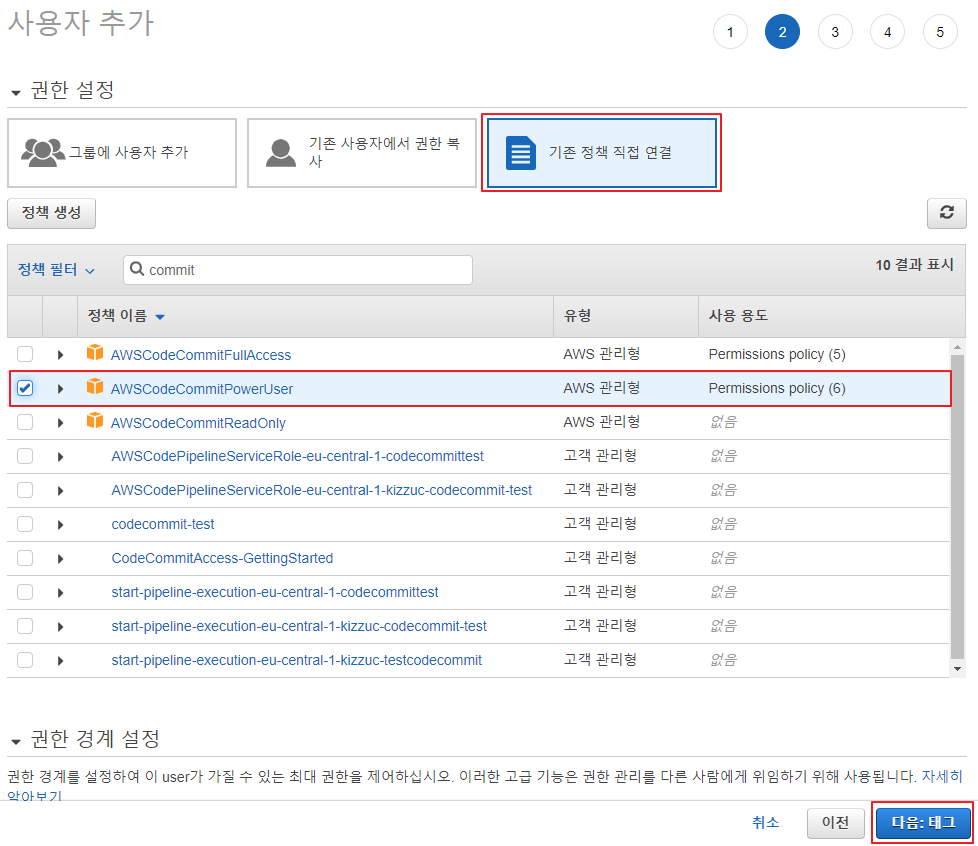 사용자 추가
1 2 3 4 5
권한 설정
그룹에 사용자 추가
기존 사용자에서 권한 복
사
기존 정책 직접 연결
정책 생성
정책 필터 commit 10 결과 표시
정책 이름 유형 사용 용도
AWSCodeCommitFullAccess AWS 관리형 Permissions policy (5)
AWSCodeCommitPowerUser AWS 관리형 Permissions policy (6)
AWSCodeCommitReadOnly AWS 관리형 없음
AWSCodePipelineServiceRole-eu-central-1-codecommittest 고객 관리형 없음
AWSCodePipelineServiceRole-eu-central-1-kizzuc-codecommit-test 고객 관리형 없음
codecommit-test 고객 관리형 없음
CodeCommitAccess-GettingStarted 고객 관리형 없음
start-pipeline-execution-eu-central-1-codecommittest 고객 관리형 없음
start-pipeline-execution-eu-central-1-kizzuc-codecommit-test 고객 관리형 없음
start-pipeline-execution-eu-central-1-kizzuc-testcodecommit 고객 관리형 없음
권한 경계 설정
권한 경계를 설정하여 이 user가 가질 수 있는 최대 권한을 제어하십시오. 이러한 고급 기능은 권한 관리를 다른 사람에게 위임하기 위해 사용됩니다. 자세히
알아보기
취소 이전 다음: 태그